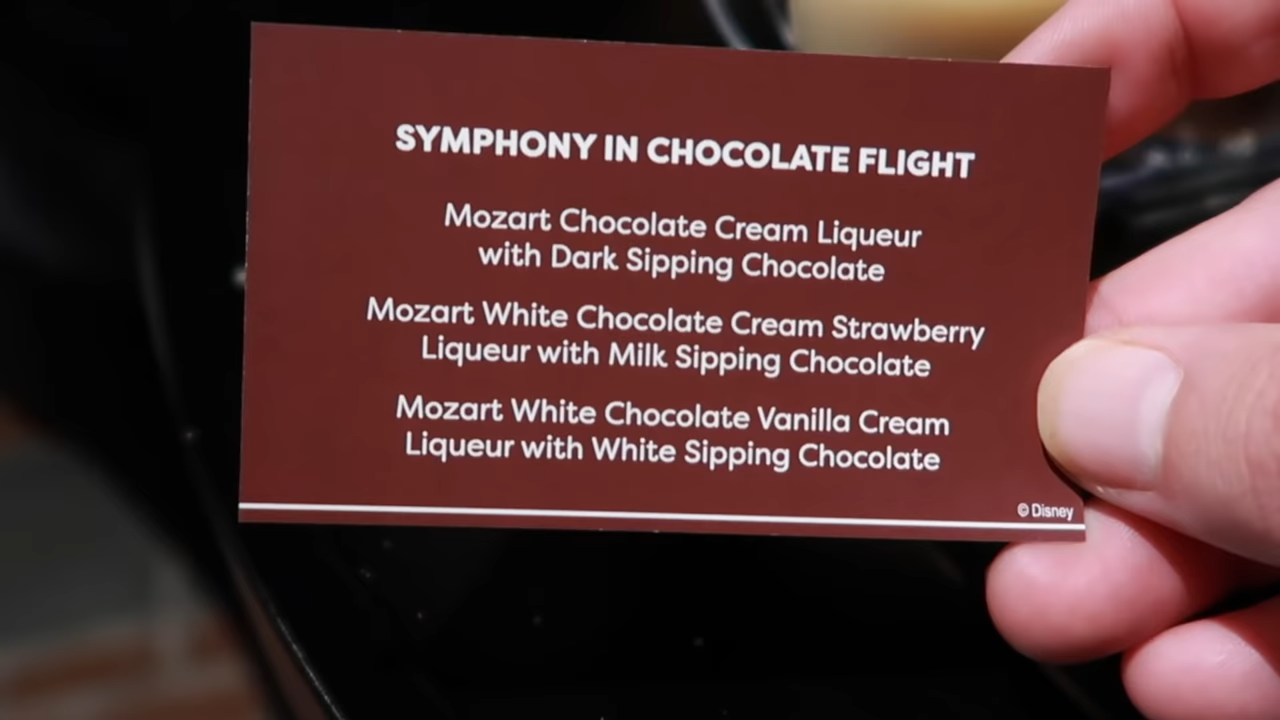 SYMPHONY IN CHOCOLATE FLIGHT
Mozart Chocolate Cream Liqueur
with Dark Sipping Chocolate
Mozart White Chocolate Cream Strawberry
Liqueur with Milk Sipping Chocolate
Mozart White Chocolate Vanilla Cream
Liqueur with White Sipping Chocolate
© Disney